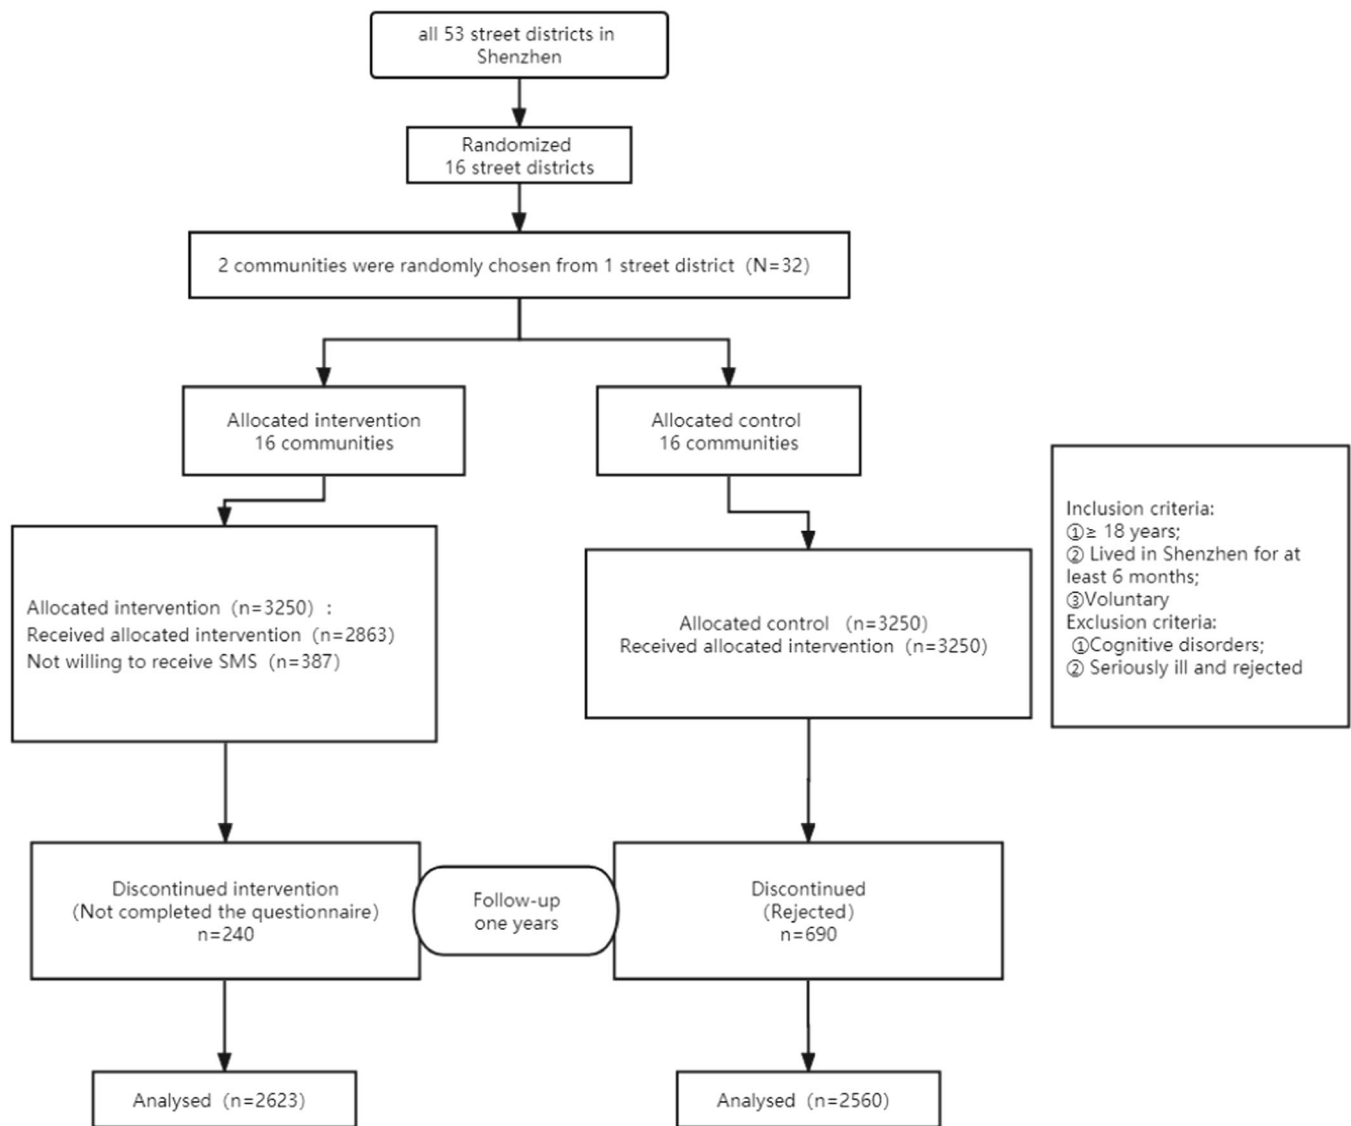 all 53 street districts in
Shenzhen
Randomized
16 street districts
2 communities were randomly chosen from 1 street district (N=32)
Allocated intervention
16 communities
Allocated control
16 communities
Allocated intervention (n=3250) :
Received allocated intervention (n=2863)
Not willing to receive SMS (n=387)
Allocated control (n=3250)
Received allocated intervention (n=3250)
Inclusion criteria:
①≥ 18 years;
② Lived in Shenzhen for at
least 6 months;
③Voluntary
Exclusion criteria:
①Cognitive disorders;
② Seriously ill and rejected
Discontinued intervention
(Not completed the questionnaire)
n=240
Follow-up
one years
Discontinued
(Rejected)
n=690
Analysed (n=2623)
Analysed (n=2560)